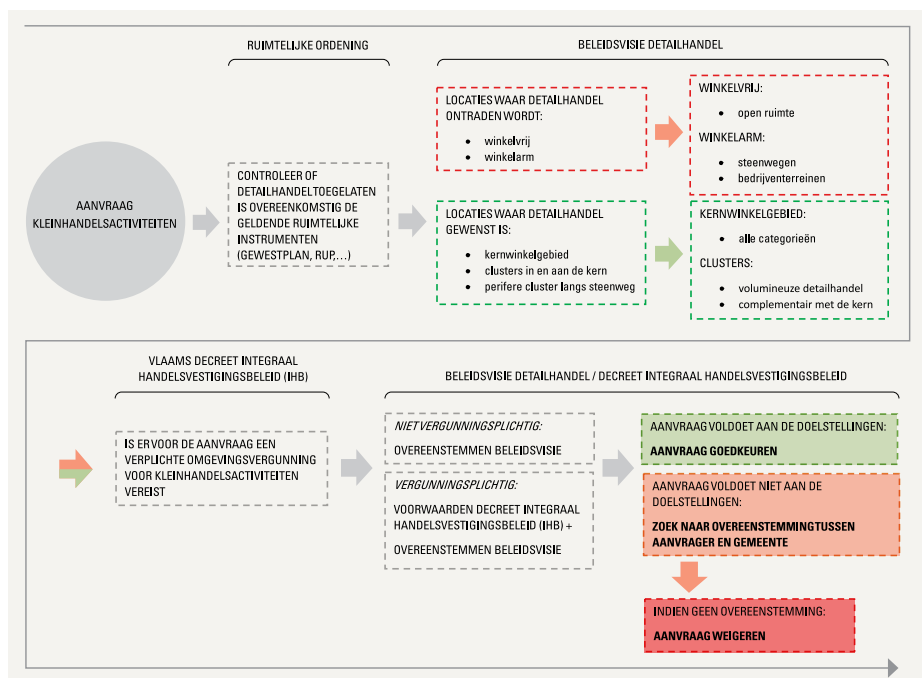 RUIMTELIJKE ORDENING
BELEIDSVISIE DETAILHANDEL
AANVRAAG
KLEINHANDELSACTIVITEITEN
CONTROLEER OF
DETAILHANDEL TOEGELATEN
IS OVEREENKOMSTIG DE
GELDENDE RUIMTELIJKE
INSTRUMENTEN
(GEWESTPLAN, RUP,...)
LOCATIES WAAR DETAILHANDEL
ONTRADEN WORDT:
• winkelvrij
• winkelarm
WINKELVRIJ:
• open ruimte
WINKELARM:
• steenwegen
• bedrijventerreinen
LOCATIES WAAR DETAILHANDEL
GEWENST IS:
• kernwinkelgebied
• clusters in en aan de kern
• perifere cluster langs steenweg
KERNWINKELGEBIED:
• alle categorieën
CLUSTERS:
• volumineuze detailhandel
• complementair met de kern
VLAAMS DECREET INTEGRAAL
HANDELSVESTIGINGSBELEID (IHB)
BELEIDSVISIE DETAILHANDEL / DECREET INTEGRAAL HANDELSVESTIGINGSBELEID
IS ER VOOR DE AANVRAAG EEN
VERPLICHTE OMGEVINGSVERGUNNING
VOOR KLEINHANDELSACTIVITEITEN
VEREIST
NIET VERGUNNINGSPLICHTIG:
OVEREENSTEMMEN BELEIDSVISIE
VERGUNNINGSPLICHTIG:
VOORWAARDEN DECREET INTEGRAAL
HANDELSVESTIGINGSBELEID (IHB) +
OVEREENSTEMMEN BELEIDSVISIE
AANVRAAG VOLDOET AAN DE DOELSTELLINGEN:
AANVRAAG GOEDKEUREN
AANVRAAG VOLDOET NIET AAN DE
DOELSTELLINGEN:
ZOEK NAAR OVEREENSTEMMING TUSSEN
AANVRAGER EN GEMEENTE
INDIEN GEEN OVEREENSTEMMING:
AANVRAAG WEIGEREN